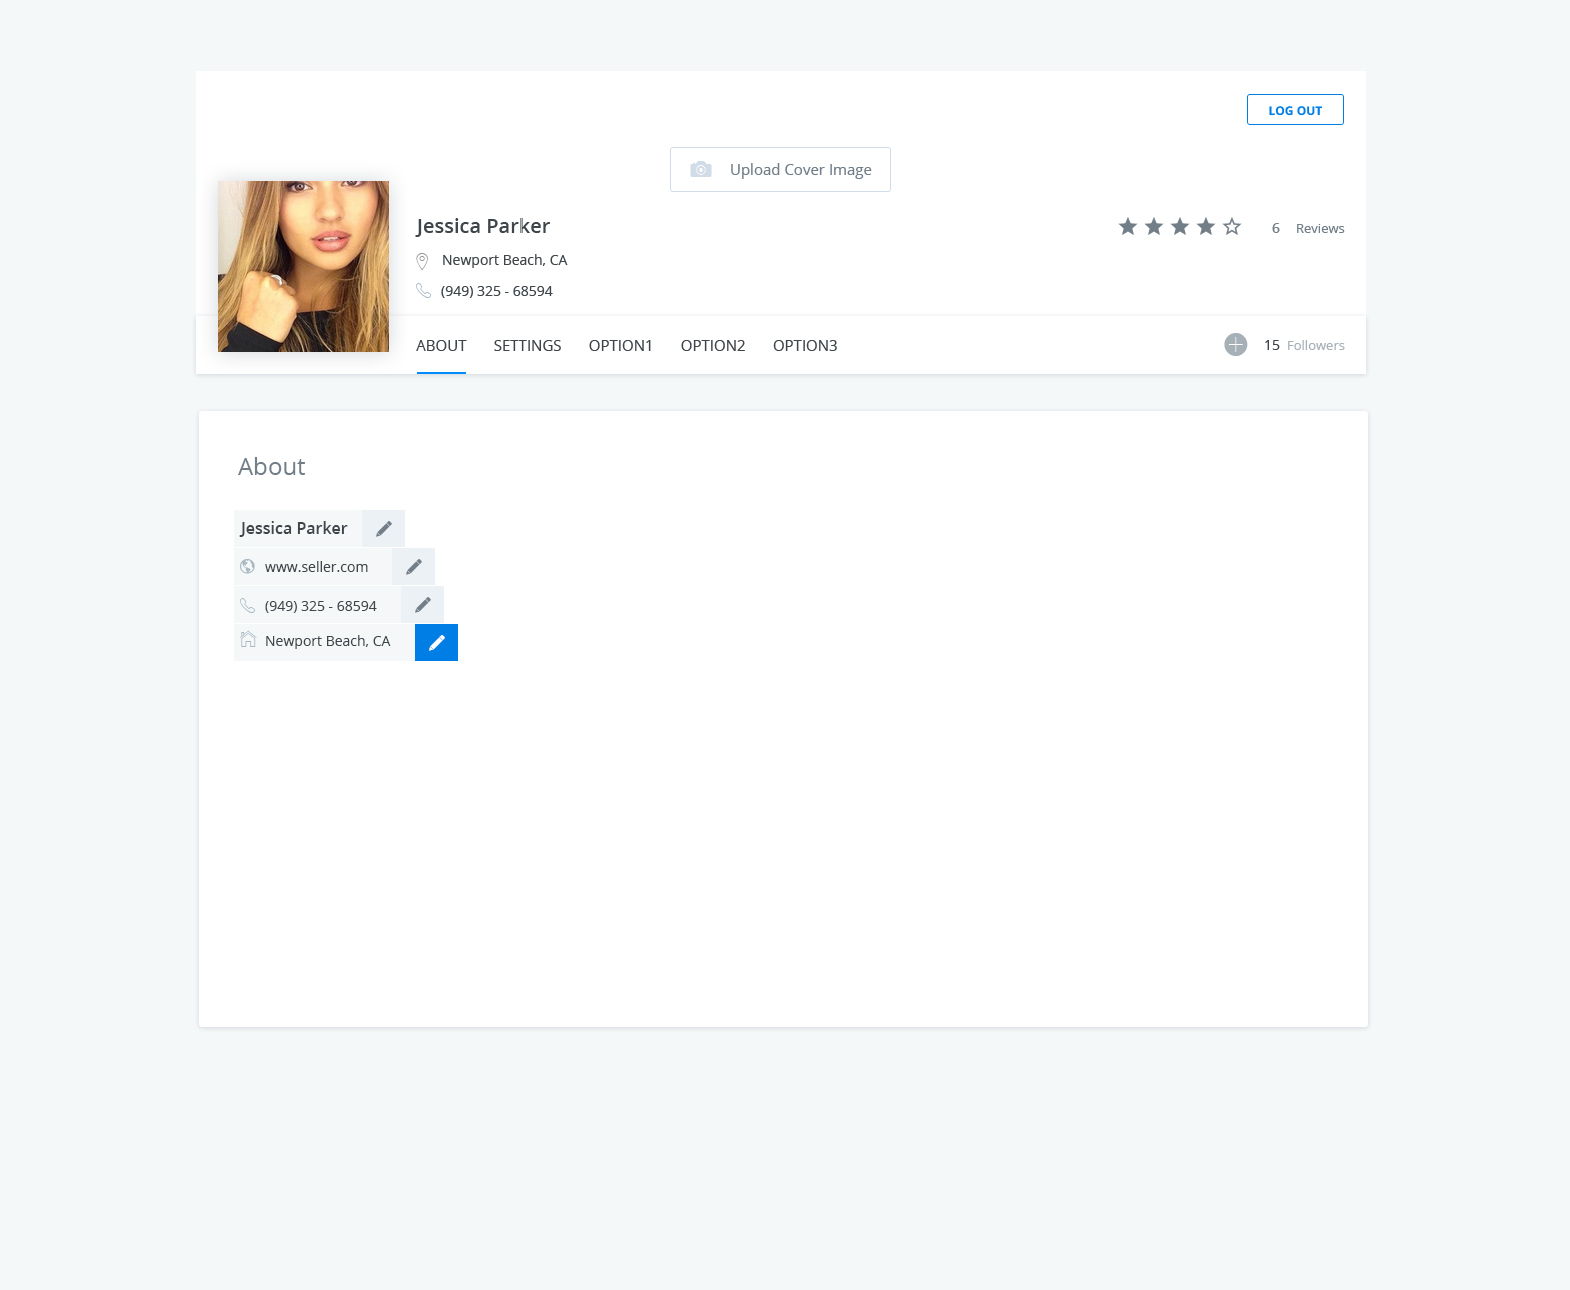 LOG OUT
Upload Cover Image
Jessica Parker
6 Reviews
Newport Beach, CA
(949) 325 - 68594
ABOUT SETTINGS OPTION1 OPTION2 OPTION3
15 Followers
About
Jessica Parker
www.seller.com
(949) 325 - 68594
Newport Beach, CA